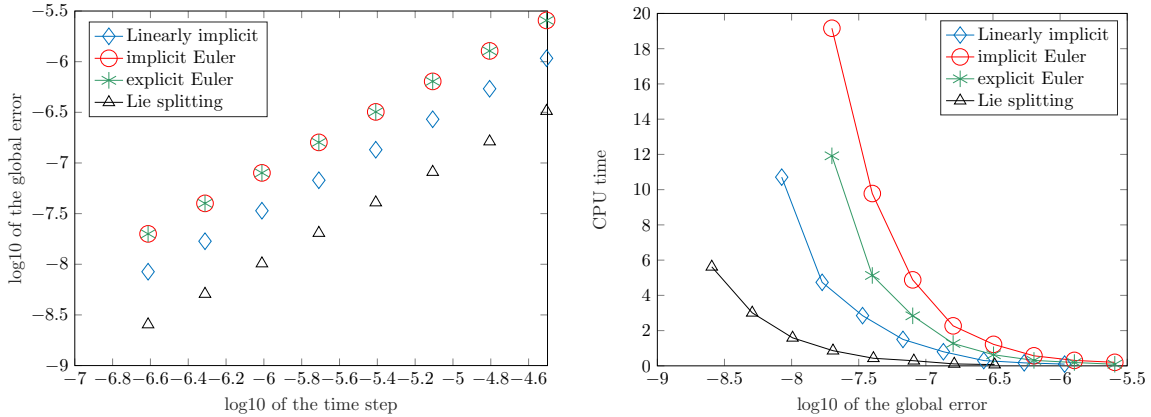 −5.5
−6
−6.5
−7
−7.5
−8
−8.5
−9
log10 of the global error
Linearly implicit
implicit Euler
explicit Euler
Lie splitting
−7 −6.8 −6.6 −6.4 −6.2 −6 −5.8 −5.6 −5.4 −5.2 −5 −4.8 −4.6
log10 of the time step
20
18
16
14
12
10
8
6
4
2
0
CPU time
Linearly implicit
implicit Euler
explicit Euler
Lie splitting
−9 −8.5 −8 −7.5 −7 −6.5 −6 −5.5
log10 of the global error